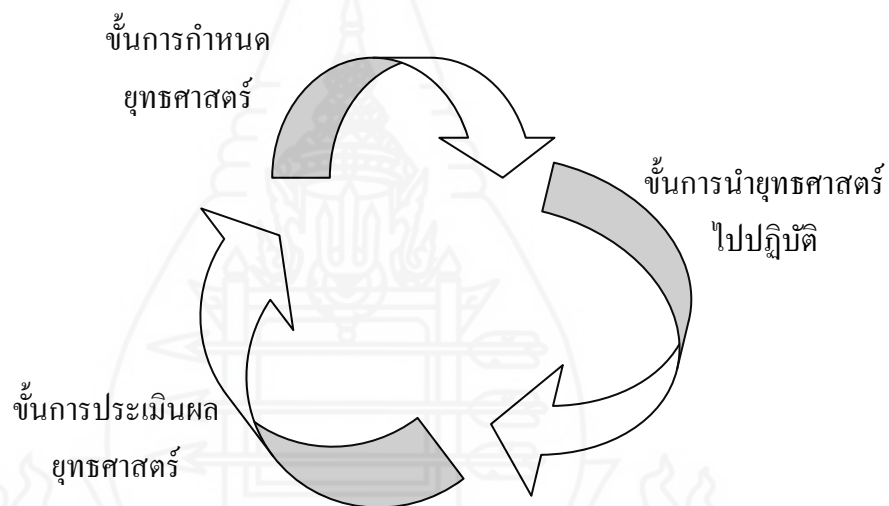 ขั้นการกำหนด
ยุทธศาสตร์
ขั้นการนำยุทธศาสตร์
ไปปฏิบัติ
ขั้นการประเมินผล
ยุทธศาสตร์